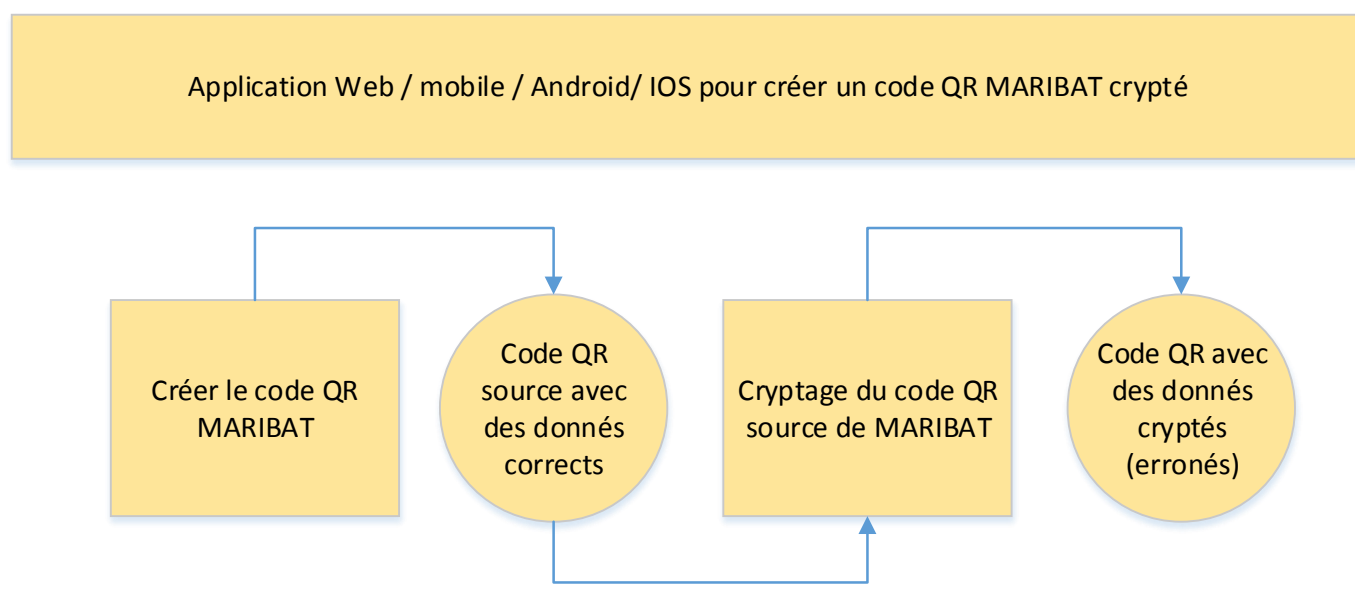 Application Web / mobile / Android/ IOS pour créer un code QR MARIBAT crypté
Créer le code QR
MARIBAT
Code QR
source avec
des donnés
corrects
Cryptage du code QR
source de MARIBAT
Code QR avec
des donnés
cryptés
(erronés)